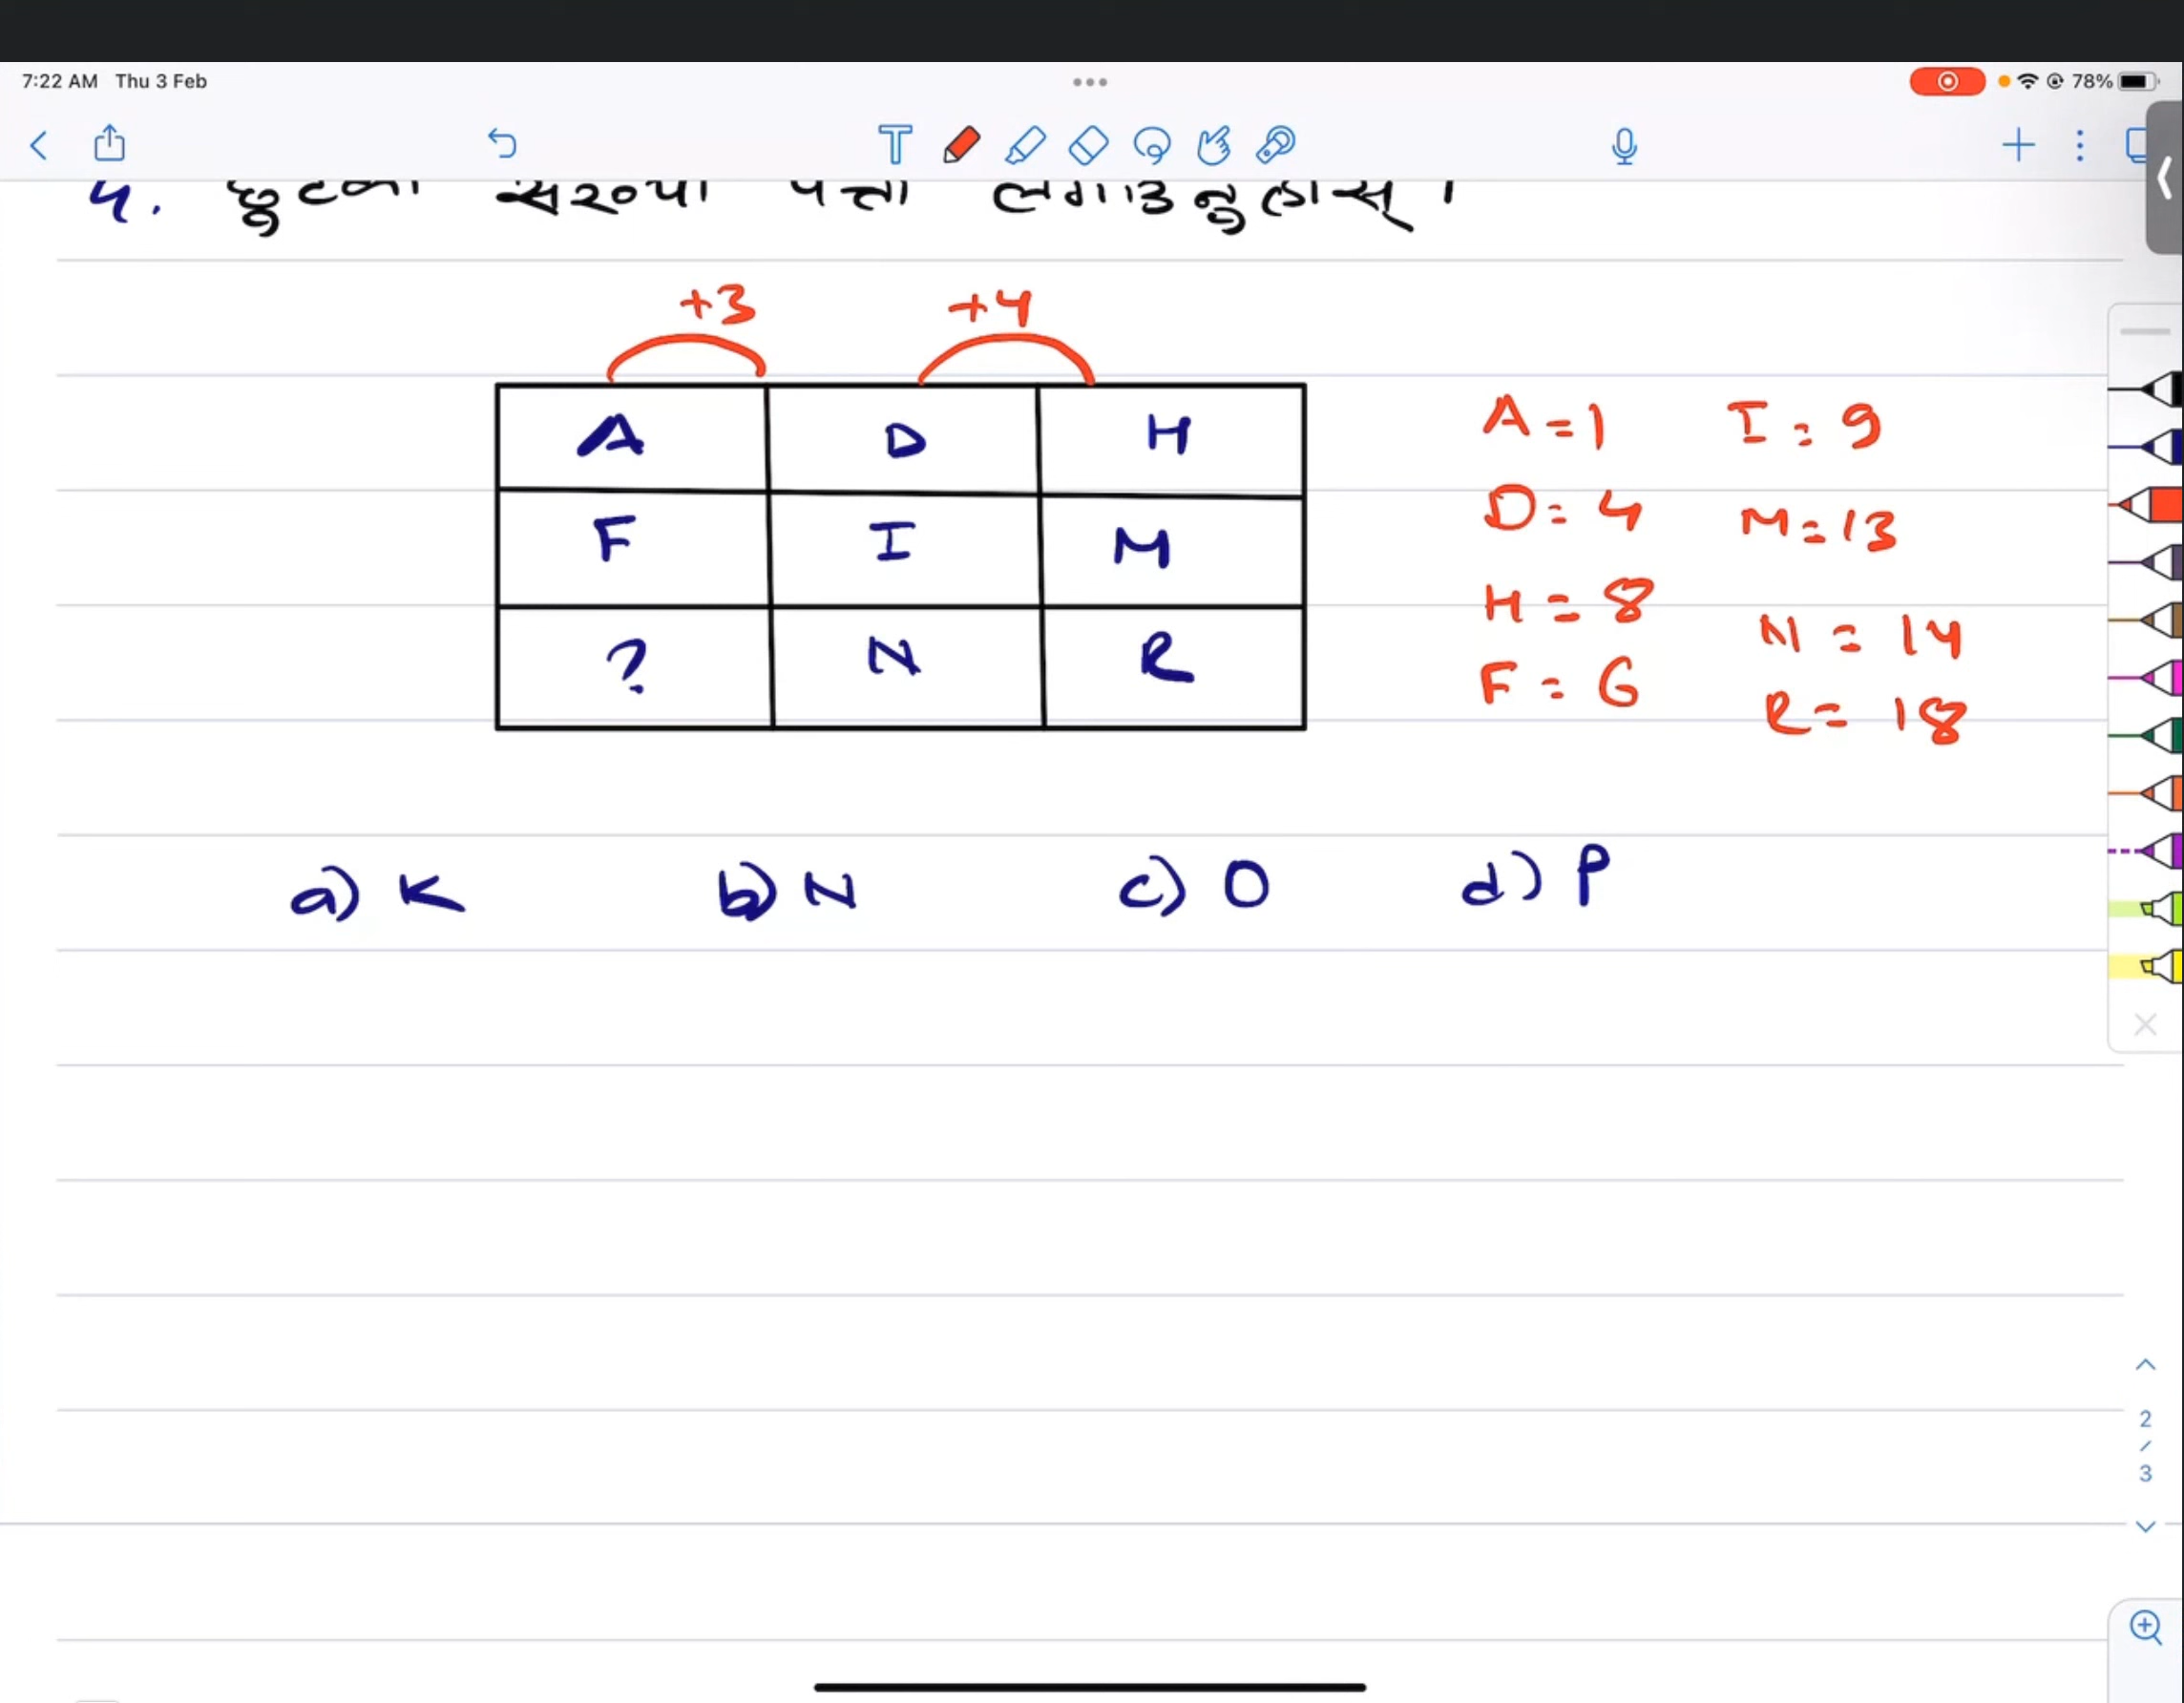 7:22 AM Thu 3 Feb
78%
4. छुटेको संख्या पत्ता लगाउनुहोस् ।
+3 +4
A D H
F I M
? N R
A = 1 I = 9
D = 4 M = 13
H = 8 N = 14
F = 6 R = 18
a) K b) N c) O d) P
2
/
3